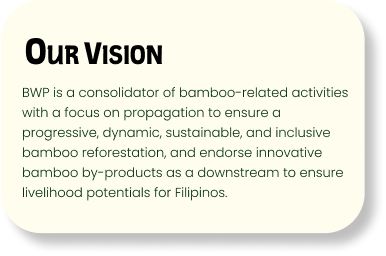 OUR VISION
BWP is a consolidator of bamboo-related activities
with a focus on propagation to ensure a
progressive, dynamic, sustainable, and inclusive
bamboo reforestation, and endorse innovative
bamboo by-products as a downstream to ensure
livelihood potentials for Filipinos.